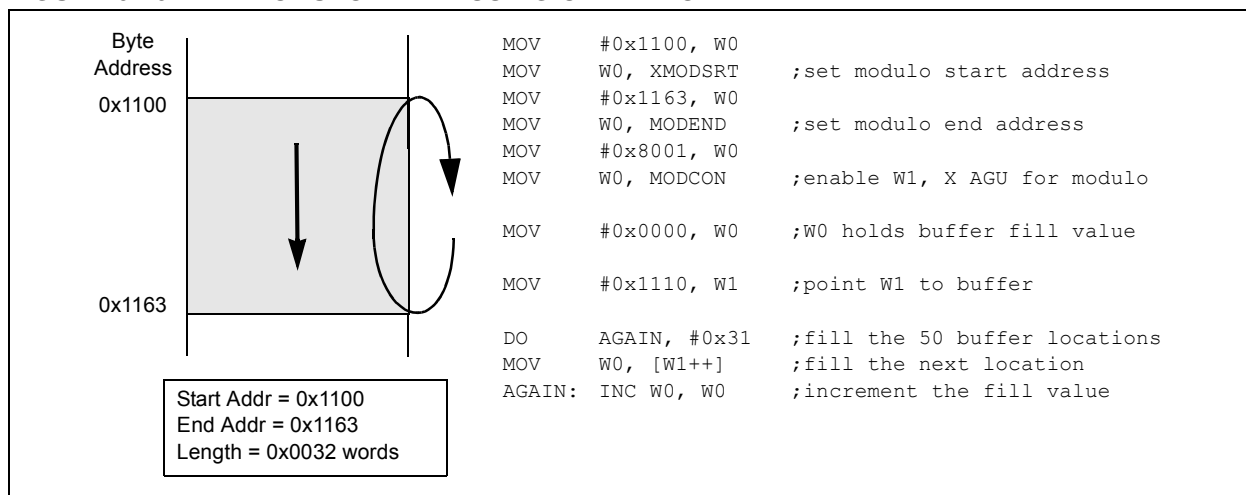 Byte
Address
0x1100
0x1163
Start Addr = 0x1100
End Addr = 0x1163
Length = 0x0032 words
MOV #0x1100, W0
MOV W0, XMODSRT ;set modulo start address
MOV #0x1163, W0
MOV W0, MODEND ;set modulo end address
MOV #0x8001, W0
MOV W0, MODCON ;enable W1, X AGU for modulo
MOV #0x0000, W0 ;W0 holds buffer fill value
MOV #0x1110, W1 ;point W1 to buffer
DO AGAIN, #0x31 ;fill the 50 buffer locations
MOV W0, [W1++] ;fill the next location
AGAIN: INC W0, W0 ;increment the fill value